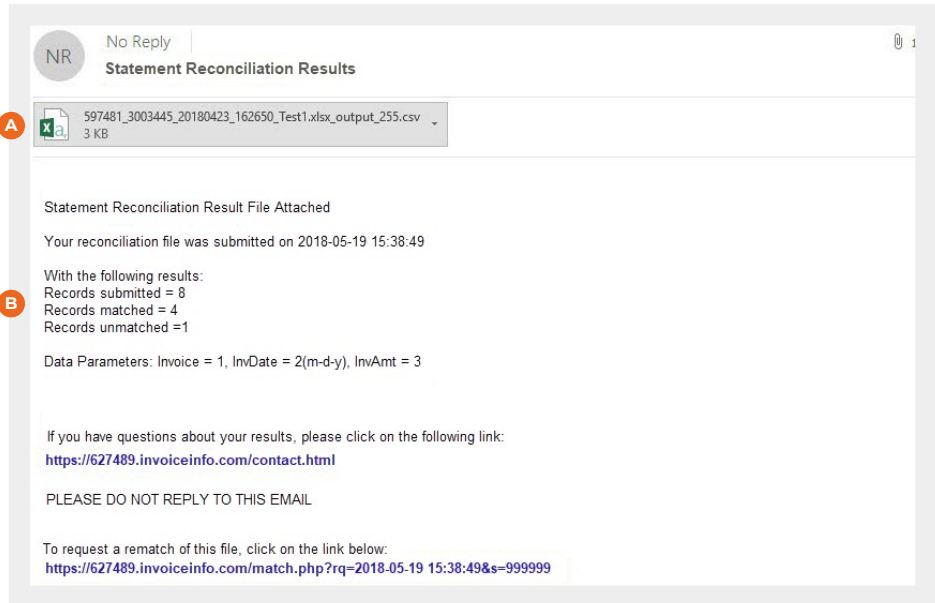 NR
No Reply
Statement Reconciliation Results
1
A
597481_3003445_20180423_162650_Test1.xlsx_output_255.csv
3 KB
Statement Reconciliation Result File Attached
Your reconciliation file was submitted on 2018-05-19 15:38:49
With the following results:
Records submitted = 8
B
Records matched = 4
Records unmatched =1
Data Parameters: Invoice = 1, InvDate = 2(m-d-y), InvAmt = 3
If you have questions about your results, please click on the following link:
https://627489.invoiceinfo.com/contact.html
PLEASE DO NOT REPLY TO THIS EMAIL
To request a rematch of this file, click on the link below:
https://627489.invoiceinfo.com/match.php?rq=2018-05-19 15:38:49&s=999999